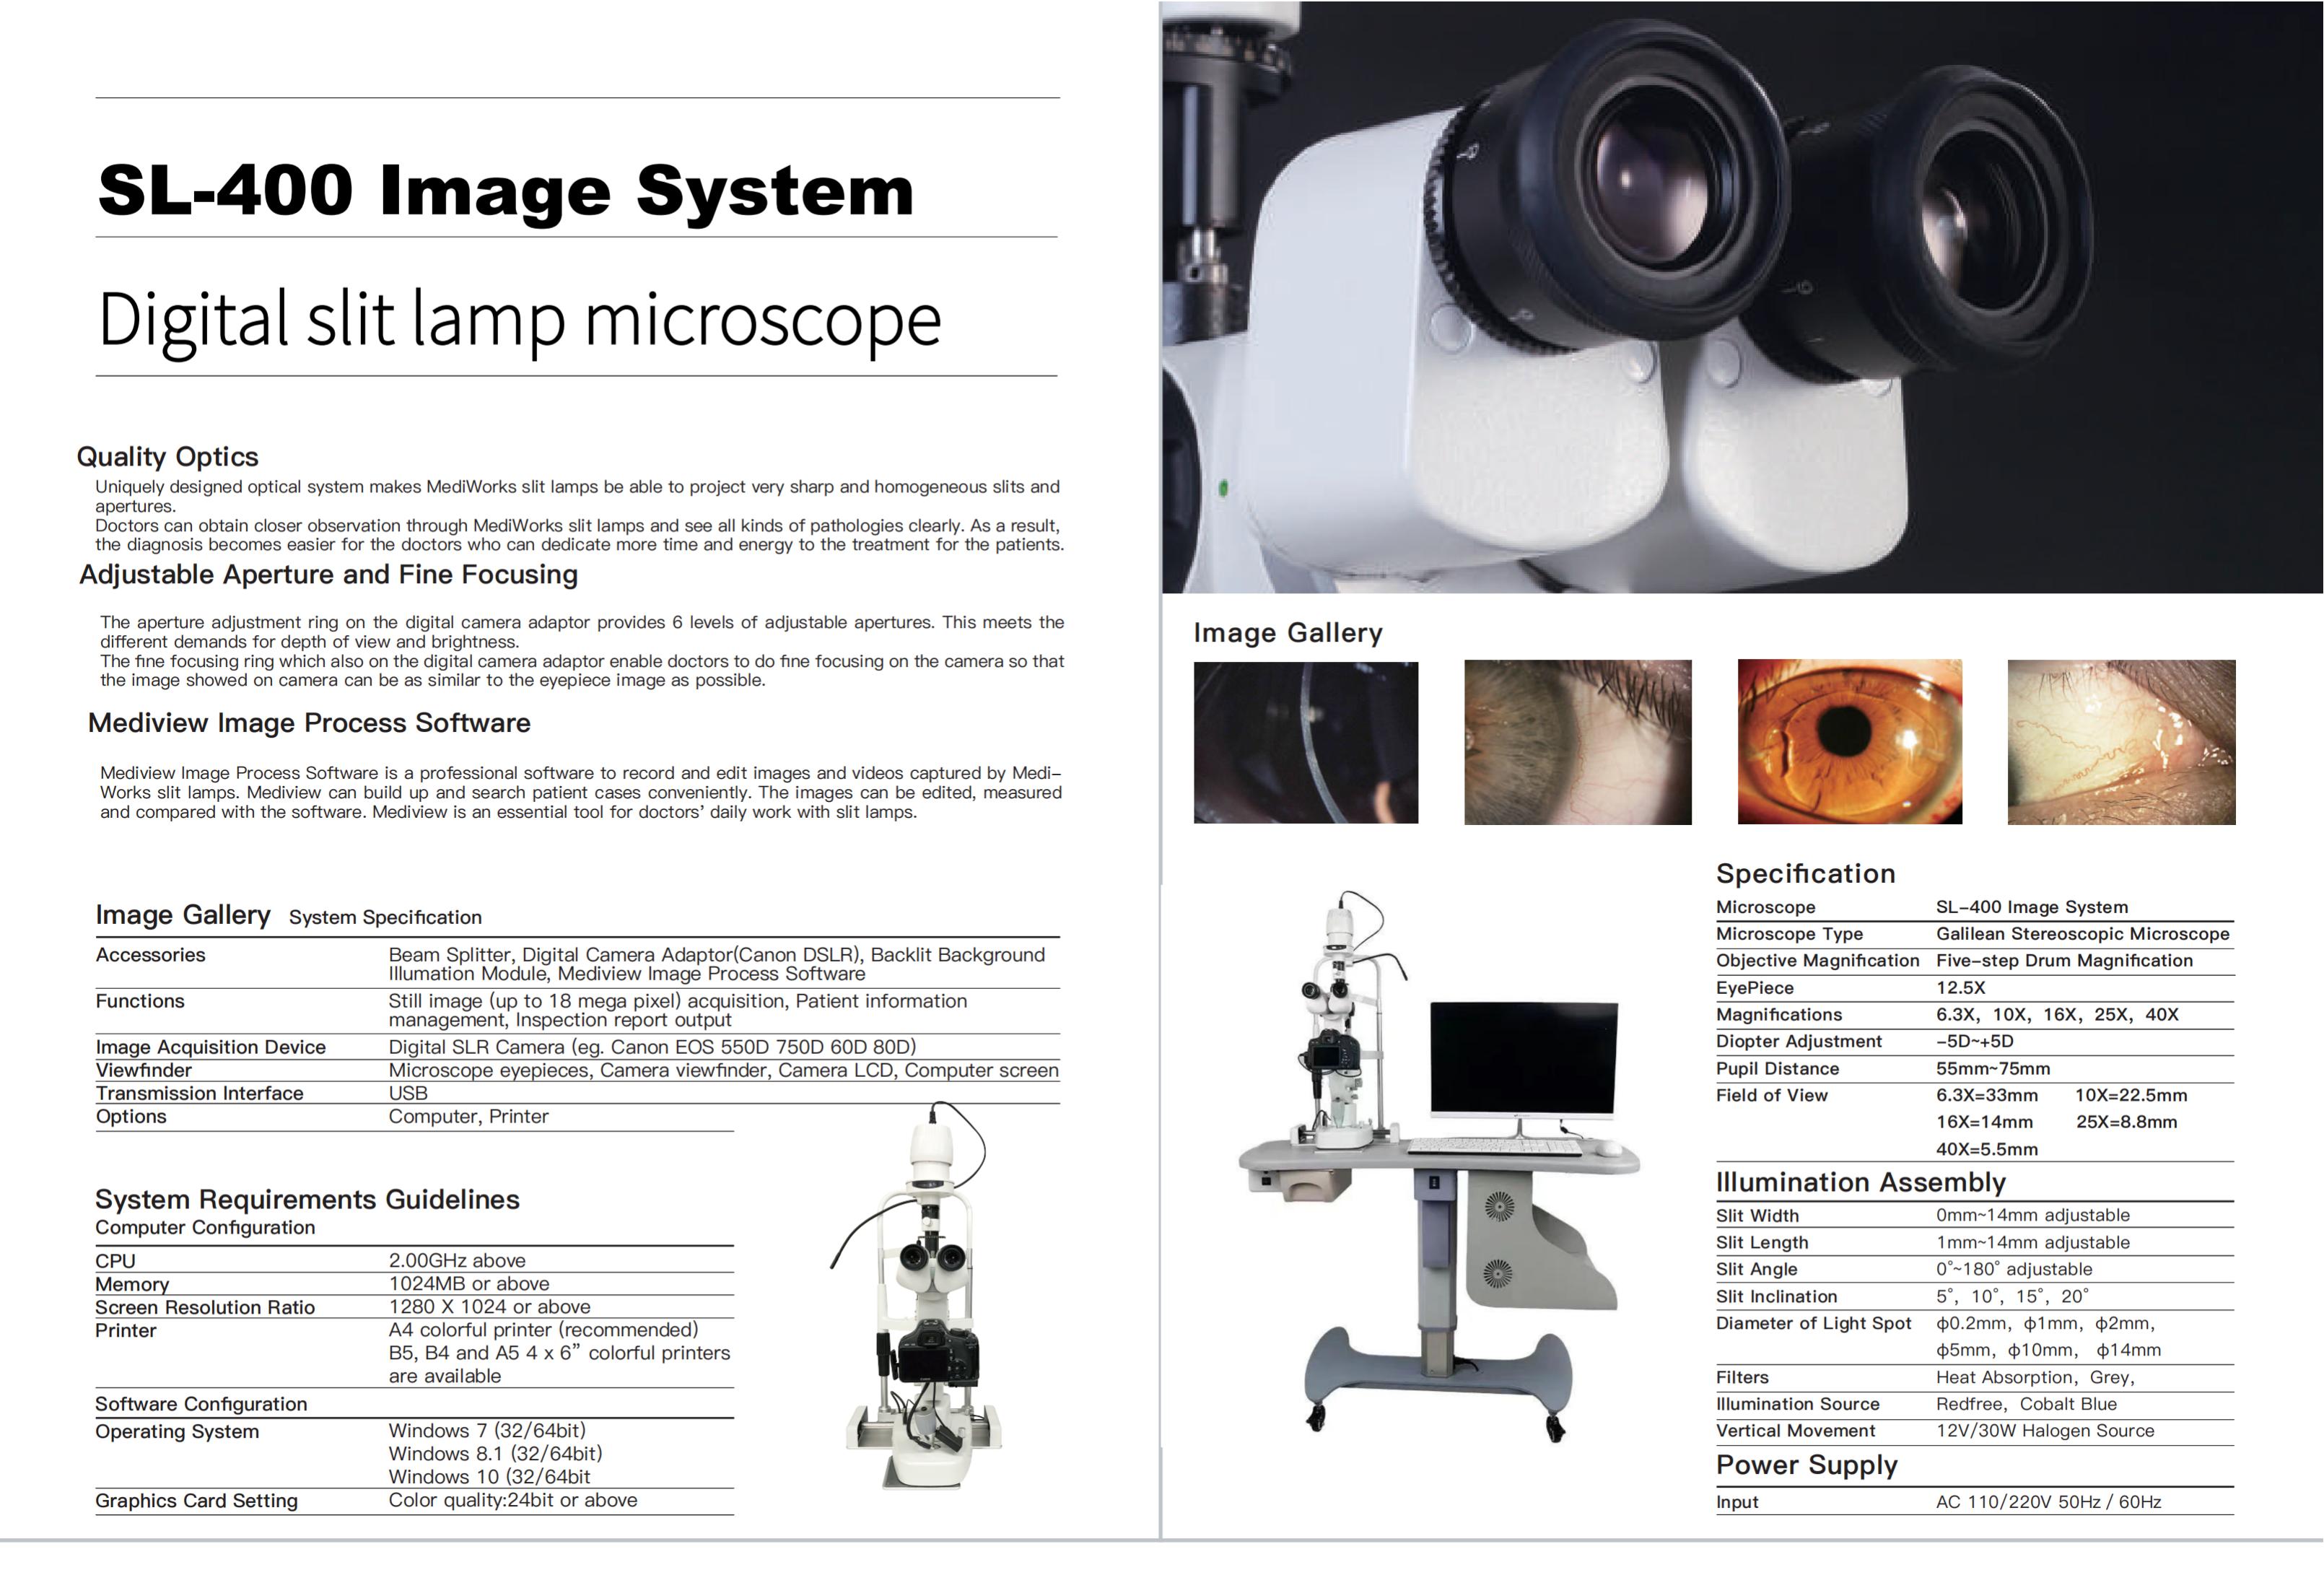 SL-400 Image System
Digital slit lamp microscope
Quality Optics
Uniquely designed optical system makes MediWorks slit lamps be able to project very sharp and homogeneous slits and
apertures.
Doctors can obtain closer observation through MediWorks slit lamps and see all kinds of pathologies clearly. As a result,
the diagnosis becomes easier for the doctors who can dedicate more time and energy to the treatment for the patients.
Adjustable Aperture and Fine Focusing
The aperture adjustment ring on the digital camera adaptor provides 6 levels of adjustable apertures. This meets the
different demands for depth of view and brightness.
The fine focusing ring which also on the digital camera adaptor enable doctors to do fine focusing on the camera so that
the image showed on camera can be as similar to the eyepiece image as possible.
Mediview Image Process Software
Mediview Image Process Software is a professional software to record and edit images and videos captured by Medi–
Works slit lamps. Mediview can build up and search patient cases conveniently. The images can be edited, measured
and compared with the software. Mediview is an essential tool for doctors’ daily work with slit lamps.
Image Gallery System Specification
Accessories Beam Splitter, Digital Camera Adaptor(Canon DSLR), Backlit Background
Illumation Module, Mediview Image Process Software
Functions Still image (up to 18 mega pixel) acquisition, Patient information
management, Inspection report output
Image Acquisition Device Digital SLR Camera (eg. Canon EOS 550D 750D 60D 80D)
Viewfinder Microscope eyepieces, Camera viewfinder, Camera LCD, Computer screen
Transmission Interface USB
Options Computer, Printer
System Requirements Guidelines
Computer Configuration
CPU 2.00GHz above
Memory 1024MB or above
Screen Resolution Ratio 1280 X 1024 or above
Printer A4 colorful printer (recommended)
B5, B4 and A5 4 x 6” colorful printers
are available
Software Configuration
Operating System Windows 7 (32/64bit)
Windows 8.1 (32/64bit)
Windows 10 (32/64bit
Graphics Card Setting Color quality:24bit or above
Image Gallery
Specification
Microscope SL–400 Image System
Microscope Type Galilean Stereoscopic Microscope
Objective Magnification Five–step Drum Magnification
EyePiece 12.5X
Magnifications 6.3X, 10X, 16X, 25X, 40X
Diopter Adjustment –5D~+5D
Pupil Distance 55mm~75mm
Field of View 6.3X=33mm 10X=22.5mm
16X=14mm 25X=8.8mm
40X=5.5mm
Illumination Assembly
Slit Width 0mm~14mm adjustable
Slit Length 1mm~14mm adjustable
Slit Angle 0°~180° adjustable
Slit Inclination 5°, 10°, 15°, 20°
Diameter of Light Spot ф0.2mm, ф1mm, ф2mm,
ф5mm, ф10mm, ф14mm
Filters Heat Absorption, Grey,
Illumination Source Redfree, Cobalt Blue
Vertical Movement 12V/30W Halogen Source
Power Supply
Input AC 110/220V 50Hz / 60Hz